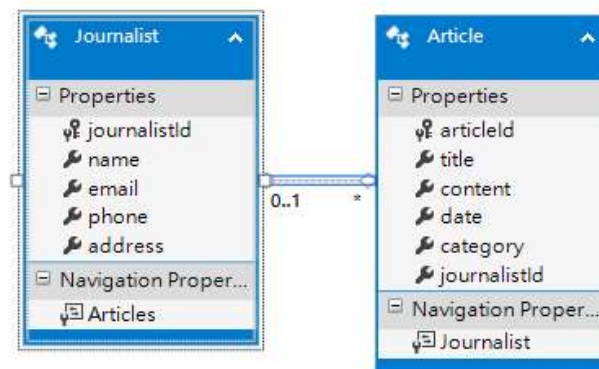 Journalist
Properties
journalistId
name
email
phone
address
Navigation Proper...
Articles
0..1
*
Article
Properties
articleId
title
content
date
category
journalistId
Navigation Proper...
Journalist